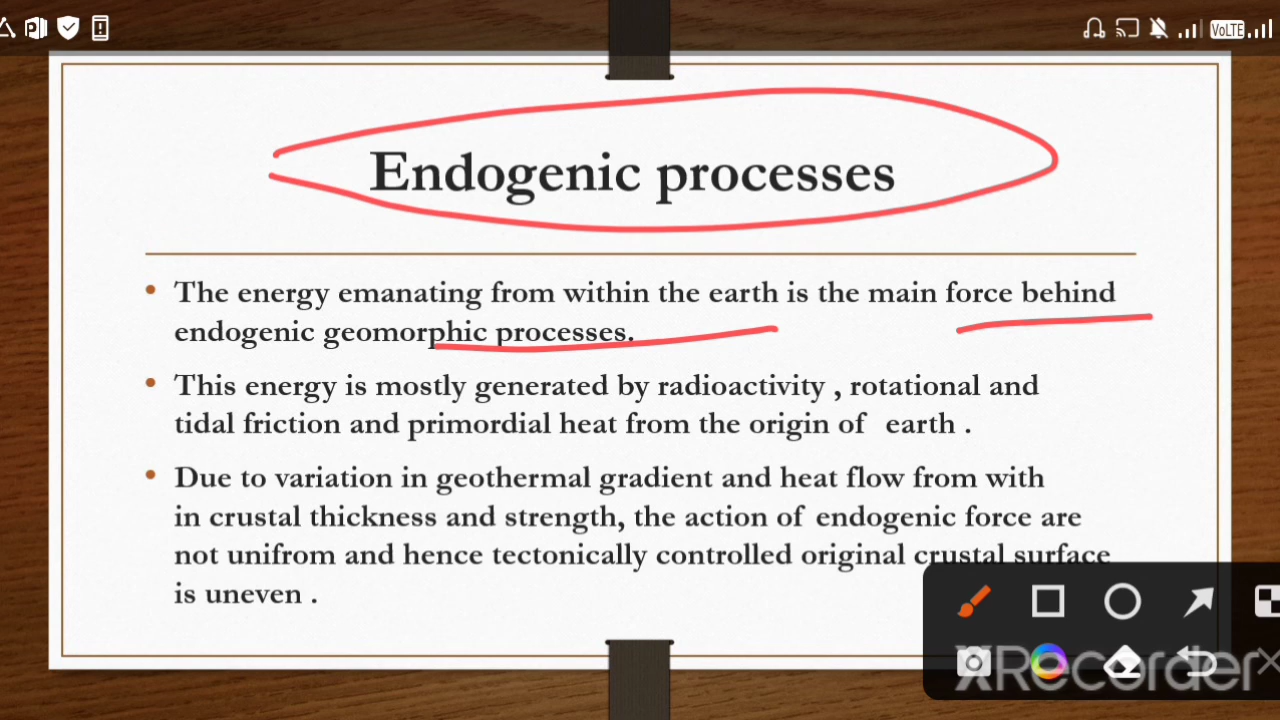 VoLTE
Endogenic processes
• The energy emanating from within the earth is the main force behind
endogenic geomorphic processes.
• This energy is mostly generated by radioactivity , rotational and
tidal friction and primordial heat from the origin of earth .
• Due to variation in geothermal gradient and heat flow from with
in crustal thickness and strength, the action of endogenic force are
not unifrom and hence tectonically controlled original crustal surface
is uneven .
XRecorder